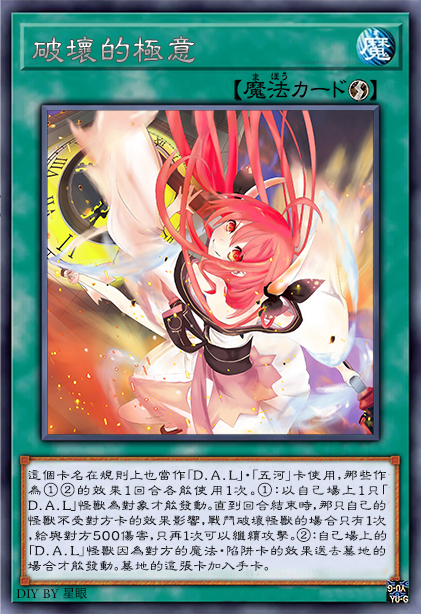 破壞的極意
魔
まほう
【魔法カード】
XII
這個卡名在規則上也當作「D.A.L」・「五河」卡使用,那些作
為①②的效果1回合各能使用1次。①:以自己場上1只「
D.A.L」怪獸為對象才能發動。直到回合結束時,那只自己的
怪獸不受對方卡的效果影響,戰鬥破壞怪獸的場合只有1次
,給與對方500傷害,只再1次可以繼續攻擊。②:自己場上的
「D.A.L」怪獸因為對方的魔法・陷阱卡的效果送去墓地的
場合才能發動。墓地的這張卡加入手卡。
DIY BY 星眼
YU-G